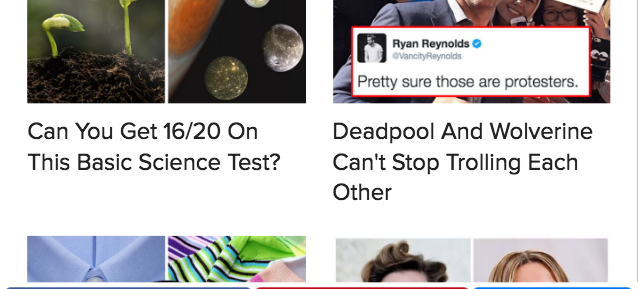 Ryan Reynolds
@VancityReynolds
Pretty sure those are protesters.
Can You Get 16/20 On
This Basic Science Test?
Deadpool And Wolverine
Can't Stop Trolling Each
Other